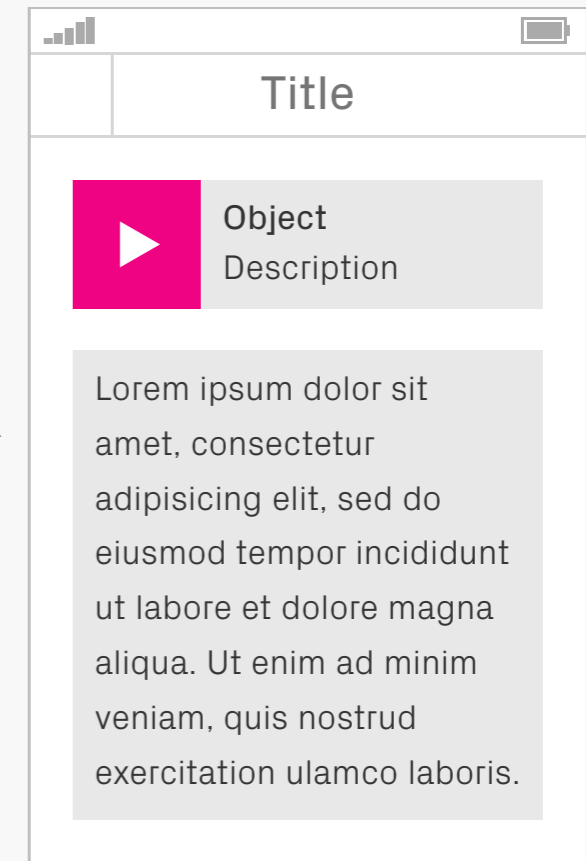 Title
Object
Description
Lorem ipsum dolor sit
amet, consectetur
adipisicing elit, sed do
eiusmod tempor incididunt
ut labore et dolore magna
aliqua. Ut enim ad minim
veniam, quis nostrud
exercitation ulamco laboris.